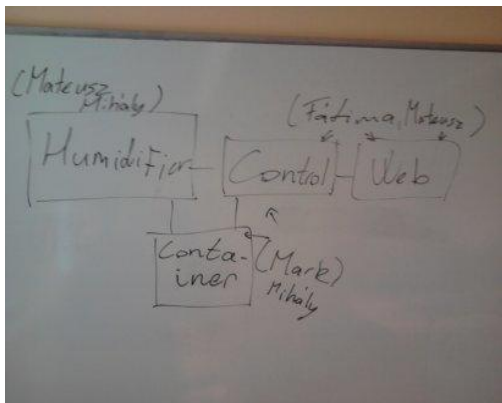 (Mateusz
Mihály)
(Fátima, Mateusz)
Humidifier
Control
Web
Conta-
iner
(Mark)
Mihály